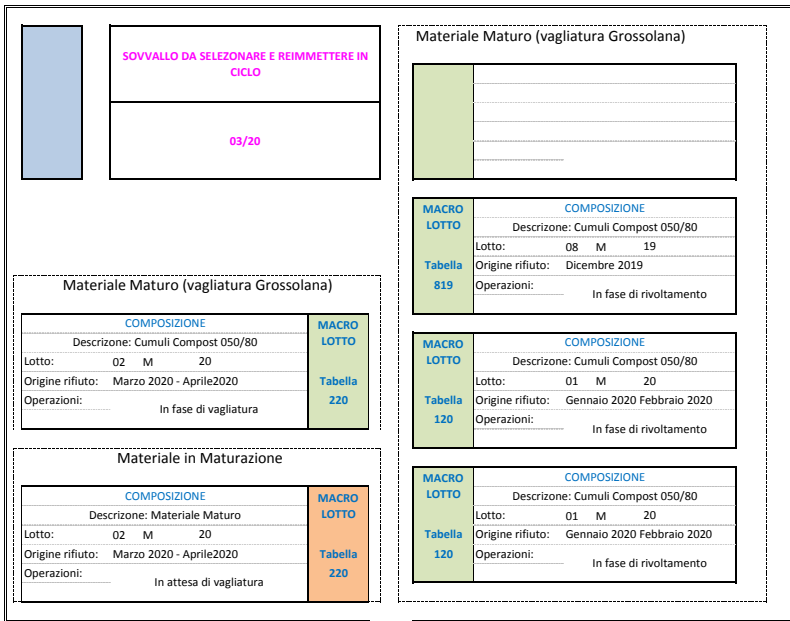 SOVVALLO DA SELEZONARE E REIMMETTERE IN
CICLO
03/20
Materiale Maturo (vagliatura Grossolana)
COMPOSIZIONE
MACRO
LOTTO
Descrizone: Cumuli Compost 050/80
Lotto: 02 M 20
Origine rifiuto: Marzo 2020 - Aprile2020
Tabella
220
Operazioni:
In fase di vagliatura
Materiale in Maturazione
COMPOSIZIONE
MACRO
LOTTO
Descrizone: Materiale Maturo
Lotto: 02 M 20
Origine rifiuto: Marzo 2020 - Aprile2020
Tabella
220
Operazioni:
In attesa di vagliatura
Materiale Maturo (vagliatura Grossolana)
MACRO
LOTTO
COMPOSIZIONE
Descrizone: Cumuli Compost 050/80
Lotto: 08 M 19
Tabella
819
Origine rifiuto: Dicembre 2019
Operazioni:
In fase di rivoltamento
MACRO
LOTTO
COMPOSIZIONE
Descrizone: Cumuli Compost 050/80
Lotto: 01 M 20
Tabella
120
Origine rifiuto: Gennaio 2020 Febbraio 2020
Operazioni:
In fase di rivoltamento
MACRO
LOTTO
COMPOSIZIONE
Descrizone: Cumuli Compost 050/80
Lotto: 01 M 20
Tabella
120
Origine rifiuto: Gennaio 2020 Febbraio 2020
Operazioni:
In fase di rivoltamento